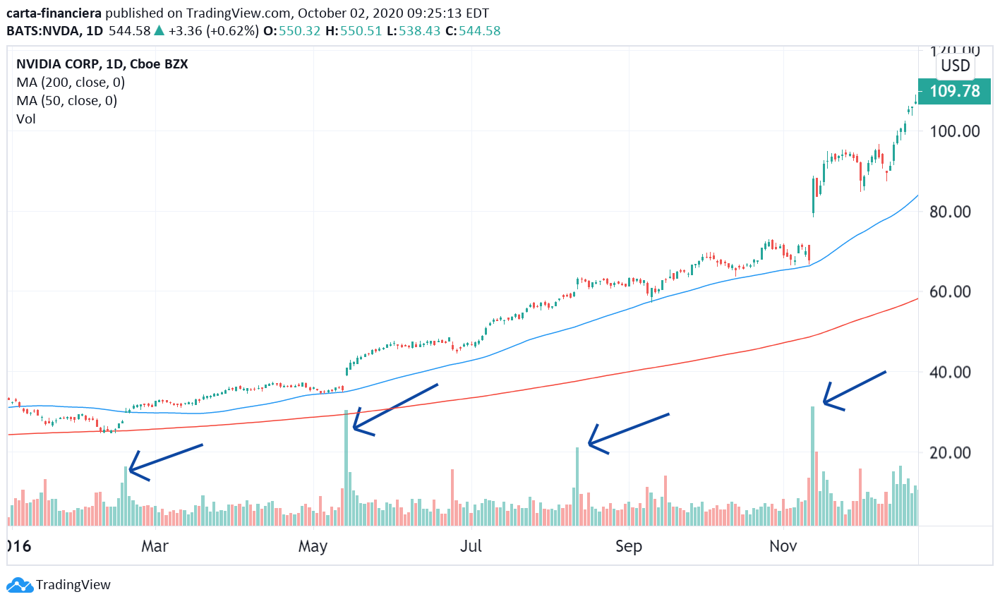 carta-financiera published on TradingView.com, October 02, 2020 09:25:13 EDT
BATS:NVDA, 1D 544.58 ▲ +3.36 (+0.62%) O:550.32 H:550.51 L:538.43 C:544.58
NVIDIA CORP, 1D, Cboe BZX
MA (200, close, 0)
MA (50, close, 0)
Vol
120.00
USD
109.78
100.00
80.00
60.00
40.00
20.00
016 Mar May Jul Sep Nov
TradingView